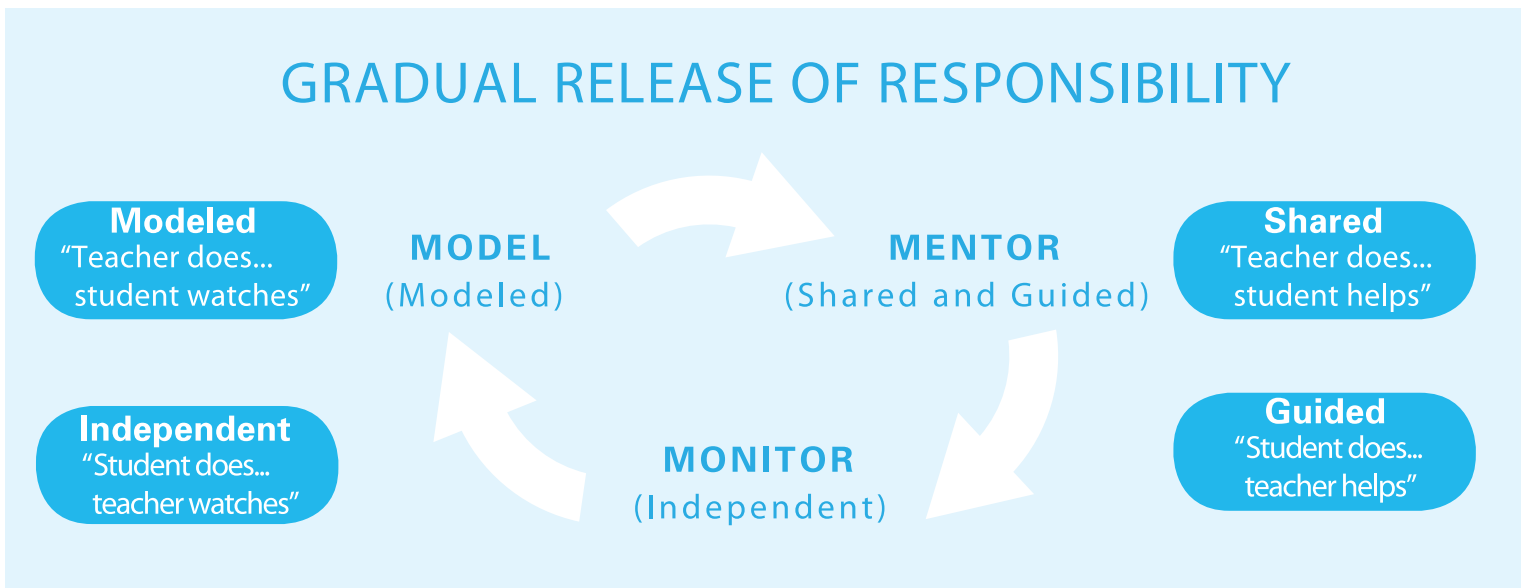 GRADUAL RELEASE OF RESPONSIBILITY
Modeled
“Teacher does...
student watches”
MODEL
(Modeled)
MENTOR
(Shared and Guided)
Shared
“Teacher does...
student helps”
Independent
“Student does...
teacher watches”
MONITOR
(Independent)
Guided
“Student does...
teacher helps”